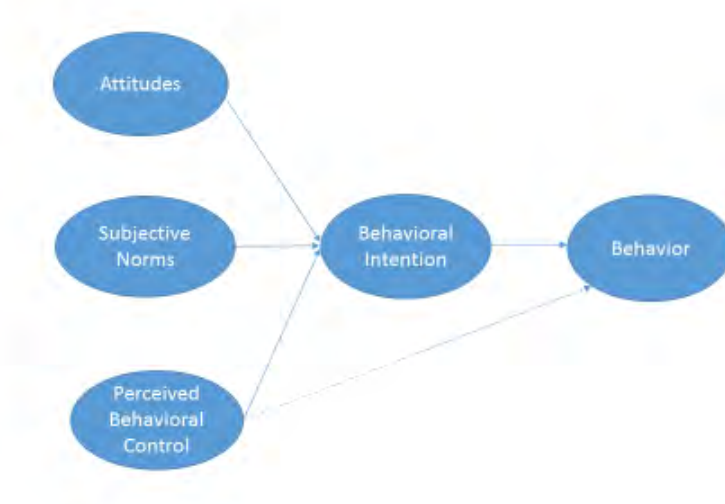 Attitudes
Subjective
Norms
Behavioral
Intention
Behavior
Perceived
Behavioral
Control